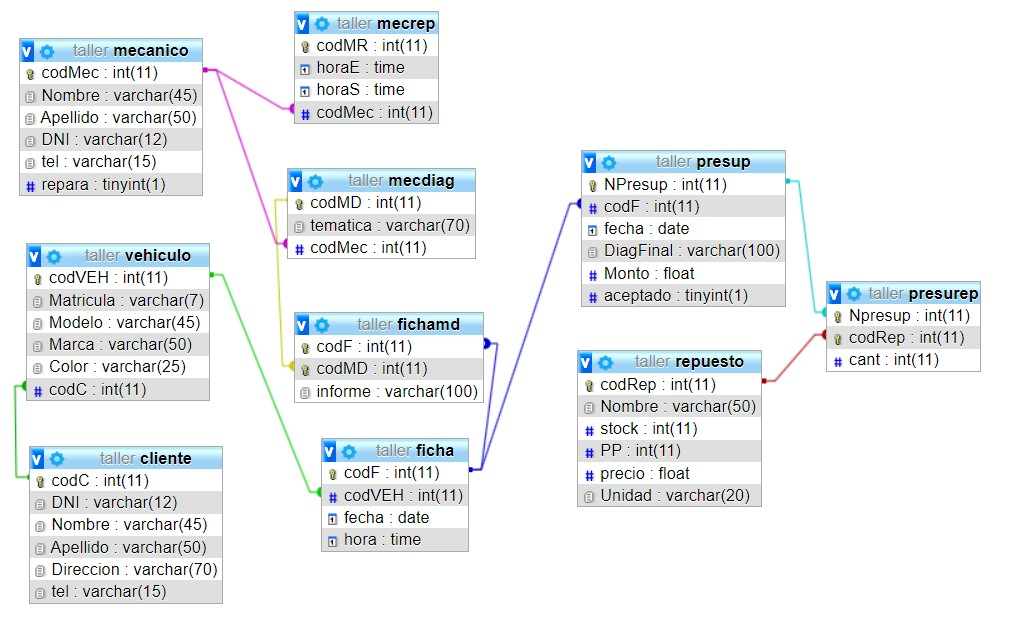 taller mecrep
codMR : int(11)
horaE : time
horaS : time
codMec : int(11)
taller mecanico
codMec : int(11)
Nombre : varchar(45)
Apellido : varchar(50)
DNI : varchar(12)
tel : varchar(15)
repara : tinyint(1)
taller mecdiag
codMD : int(11)
tematica : varchar(70)
codMec : int(11)
taller vehiculo
codVEH : int(11)
Matricula : varchar(7)
Modelo : varchar(45)
Marca : varchar(50)
Color : varchar(25)
codC : int(11)
taller fichamd
codF : int(11)
codMD : int(11)
informe : varchar(100)
taller cliente
codC : int(11)
DNI : varchar(12)
Nombre : varchar(45)
Apellido : varchar(50)
Direccion : varchar(70)
tel : varchar(15)
taller ficha
codF : int(11)
codVEH : int(11)
fecha : date
hora : time
taller presup
NPresup : int(11)
codF : int(11)
fecha : date
DiagFinal : varchar(100)
Monto : float
aceptado : tinyint(1)
taller repuesto
codRep : int(11)
Nombre : varchar(50)
stock : int(11)
PP : int(11)
precio : float
Unidad : varchar(20)
taller presurep
Npresup : int(11)
codRep : int(11)
cant : int(11)